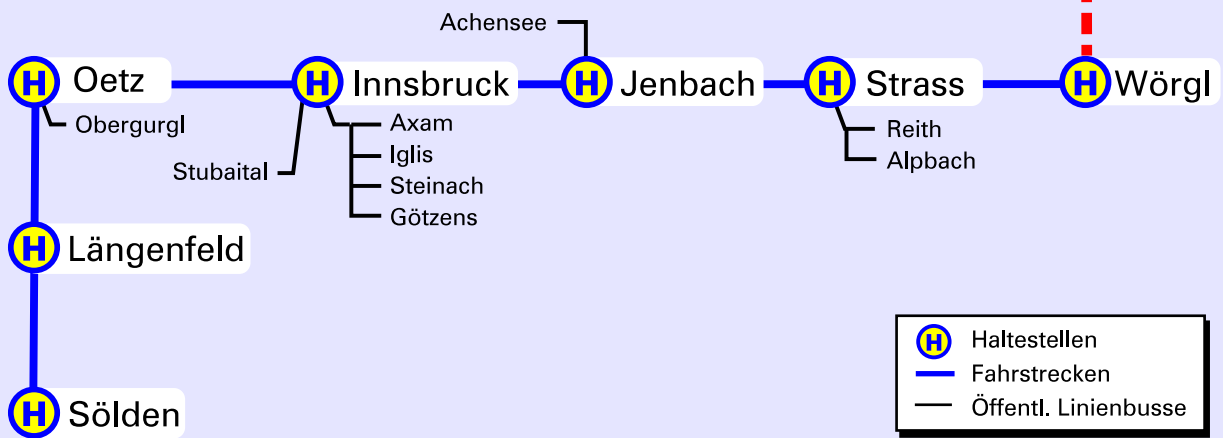 Achensee
H Oetz
H Innsbruck
H Jenbach
H Strass
H Wörgl
Obergurgl
Stubaital
Axam
Iglis
Steinach
Götzens
Reith
Alpbach
H Längenfeld
H Sölden
H Haltestellen
Fahrstrecken
Öffentl. Linienbusse